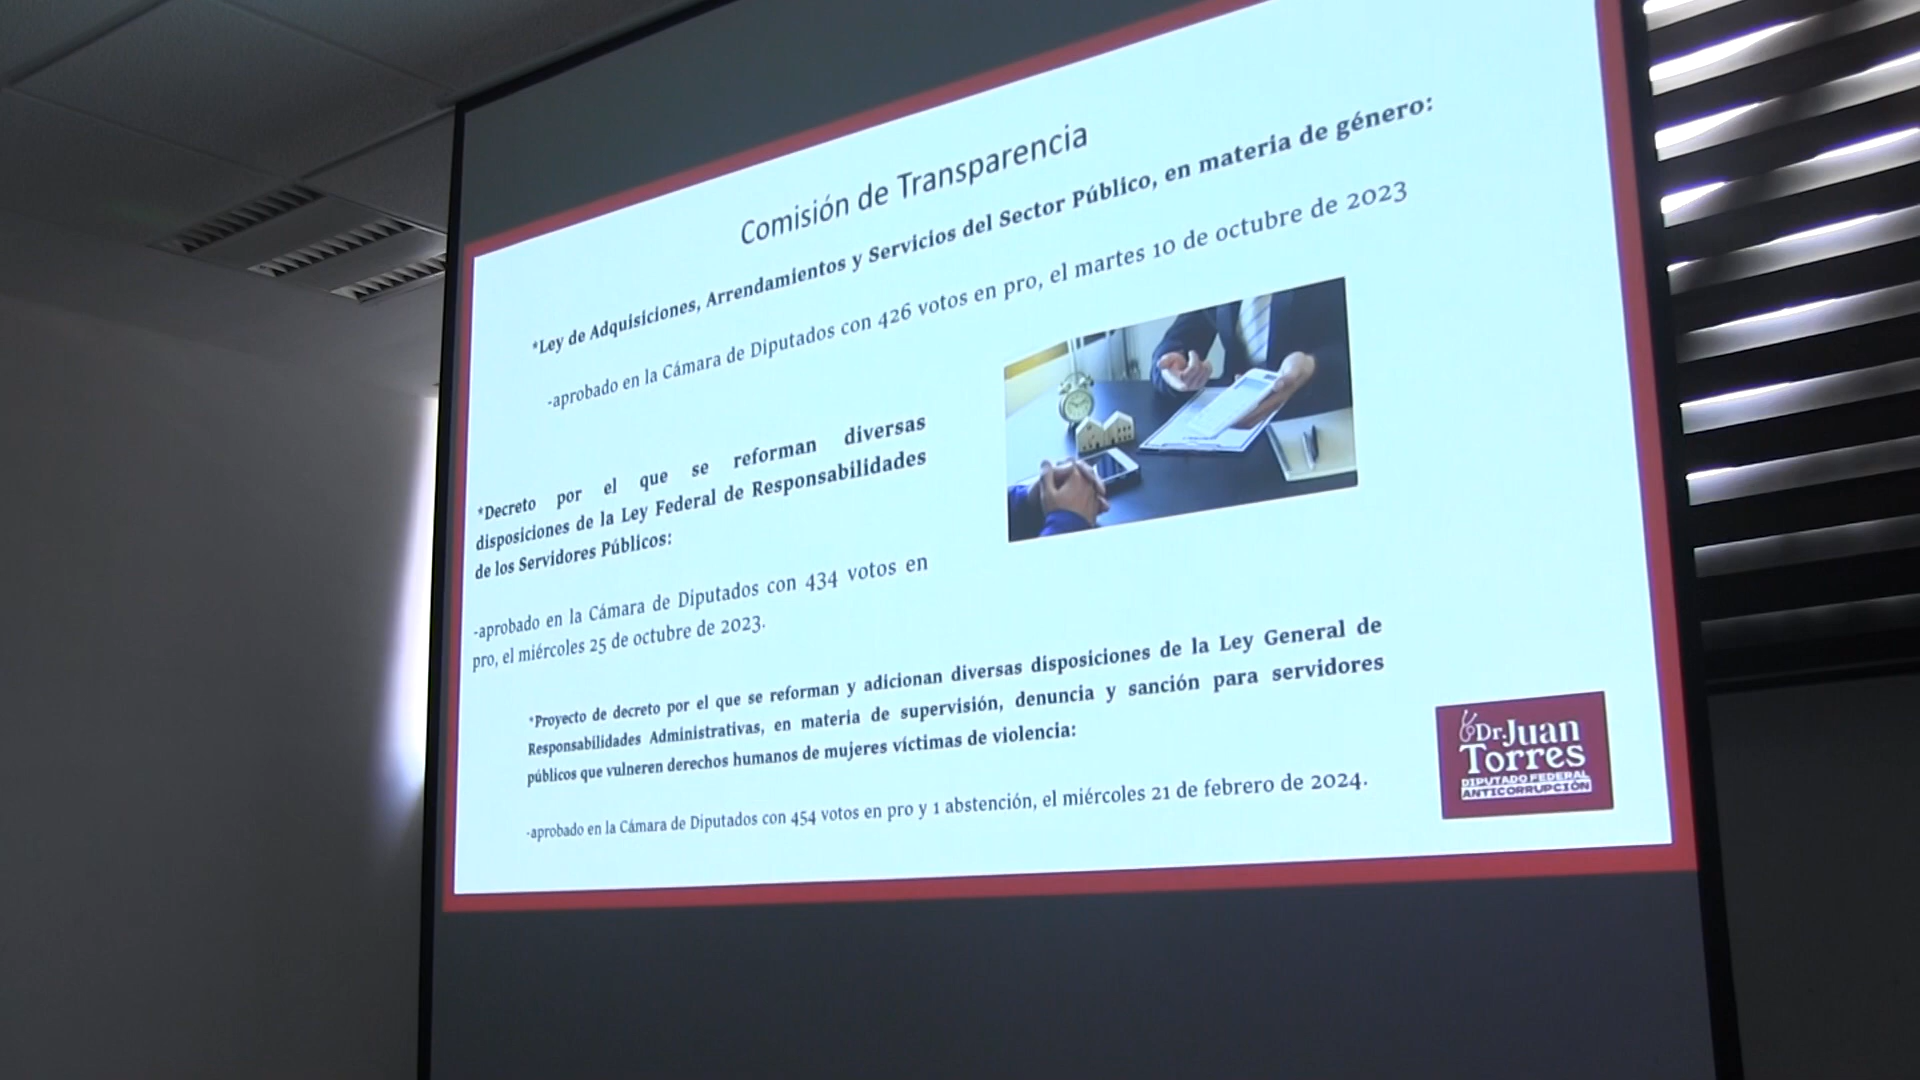 Comisión de Transparencia
*Ley de Adquisiciones, Arrendamientos y Servicios del Sector Público, en materia de género:
-aprobado en la Cámara de Diputados con 426 votos en pro, el martes 10 de octubre de 2023
*Decreto por el que se reforman diversas
disposiciones de la Ley Federal de Responsabilidades
de los Servidores Públicos:
-aprobado en la Cámara de Diputados con 434 votos en
pro, el miércoles 25 de octubre de 2023.
*Proyecto de decreto por el que se reforman y adicionan diversas disposiciones de la Ley General de
Responsabilidades Administrativas, en materia de supervisión, denuncia y sanción para servidores
públicos que vulneren derechos humanos de mujeres víctimas de violencia:
-aprobado en la Cámara de Diputados con 454 votos en pro y 1 abstención, el miércoles 21 de febrero de 2024.
Dr. Juan
Torres
DIPUTADO FEDERAL
ANTICORRUPCIÓN